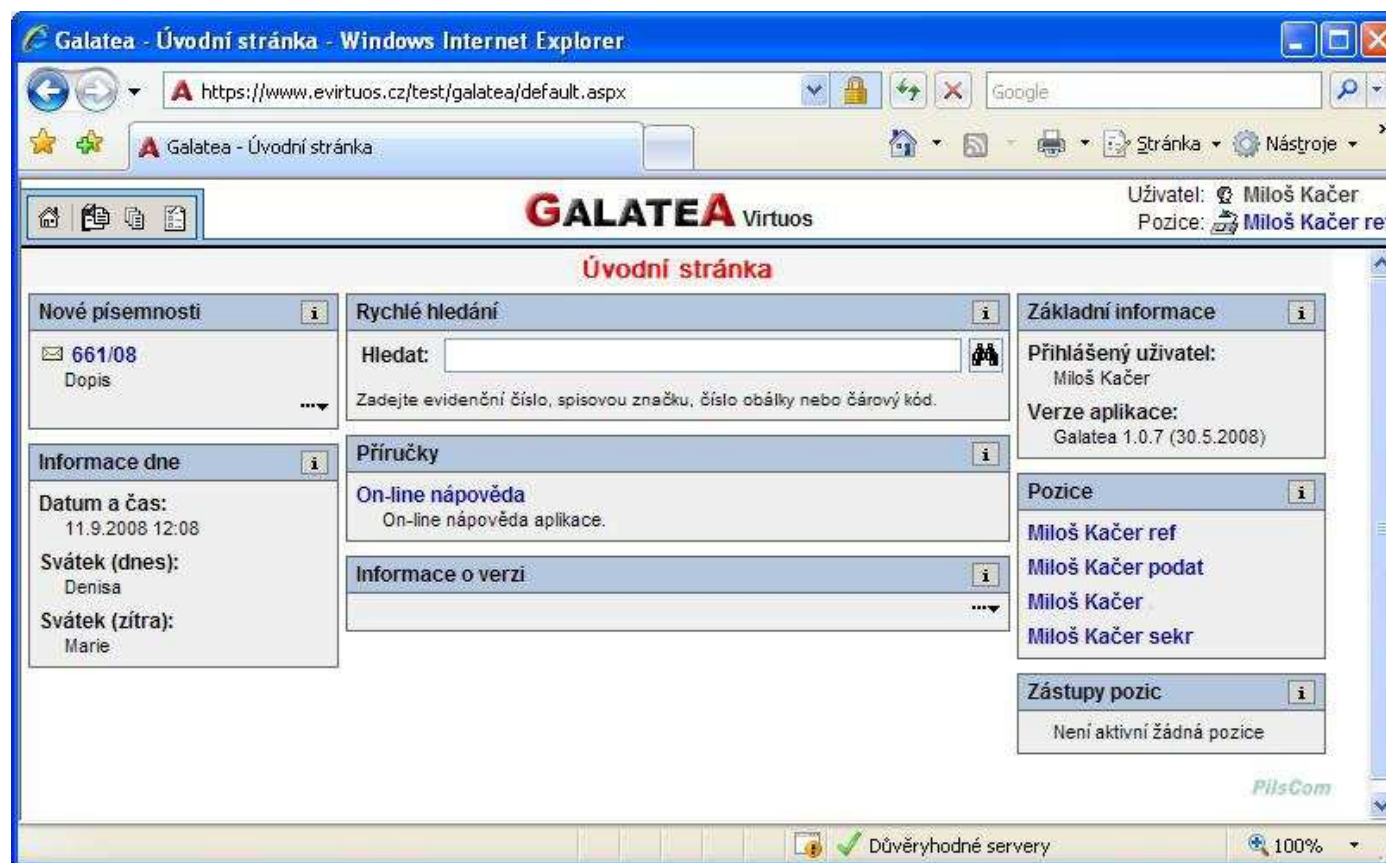 Galatea - Úvodní stránka - Windows Internet Explorer
https://www.evirtuos.cz/test/galatea/default.aspx
Google
Galatea - Úvodní stránka
Stránka
Nástroje
GALATEA Virtuos
Uživatel: Miloš Kačer
Pozice: Miloš Kačer re
Úvodní stránka
Nové písemnosti
661/08
Dopis
Informace dne
Datum a čas:
11.9.2008 12:08
Svátek (dnes):
Denisa
Svátek (zítra):
Marie
Rychlé hledání
Hledat:
Zadejte evidenční číslo, spisovou značku, číslo obálky nebo čárový kód.
Příručky
On-line nápověda
On-line nápověda aplikace.
Informace o verzi
Základní informace
Přihlášený uživatel:
Miloš Kačer
Verze aplikace:
Galatea 1.0.7 (30.5.2008)
Pozice
Miloš Kačer ref
Miloš Kačer podat
Miloš Kačer
Miloš Kačer sekr
Zástupy pozic
Není aktivní žádná pozice
PilsCom
Důvěryhodné servery
100%